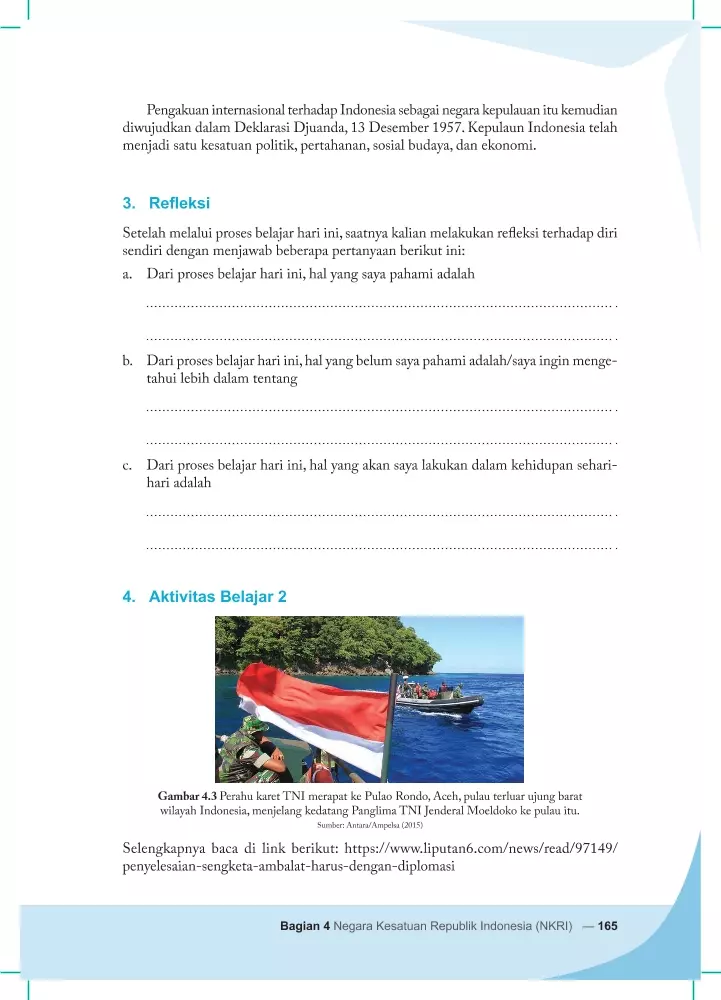 Pengakuan internasional terhadap Indonesia sebagai negara kepulauan itu kemudian
diwujudkan dalam Deklarasi Djuanda, 13 Desember 1957. Kepulaun Indonesia telah
menjadi satu kesatuan politik, pertahanan, sosial budaya, dan ekonomi.
3. Refleksi
Setelah melalui proses belajar hari ini, saatnya kalian melakukan refleksi terhadap diri
sendiri dengan menjawab beberapa pertanyaan berikut ini:
a. Dari proses belajar hari ini, hal yang saya pahami adalah
b. Dari proses belajar hari ini, hal yang belum saya pahami adalah/saya ingin menge-
tahui lebih dalam tentang
c. Dari proses belajar hari ini, hal yang akan saya lakukan dalam kehidupan sehari-
hari adalah
4. Aktivitas Belajar 2
Gambar 4.3 Perahu karet TNI merapat ke Pulao Rondo, Aceh, pulau terluar ujung barat
wilayah Indonesia, menjelang kedatang Panglima TNI Jenderal Moeldoko ke pulau itu.
Sumber: Antara/Ampelsa (2015)
Selengkapnya baca di link berikut: https://www.liputan6.com/news/read/97149/
penyelesaian-sengketa-ambalat-harus-dengan-diplomasi
Bagian 4 Negara Kesatuan Republik Indonesia (NKRI) — 165